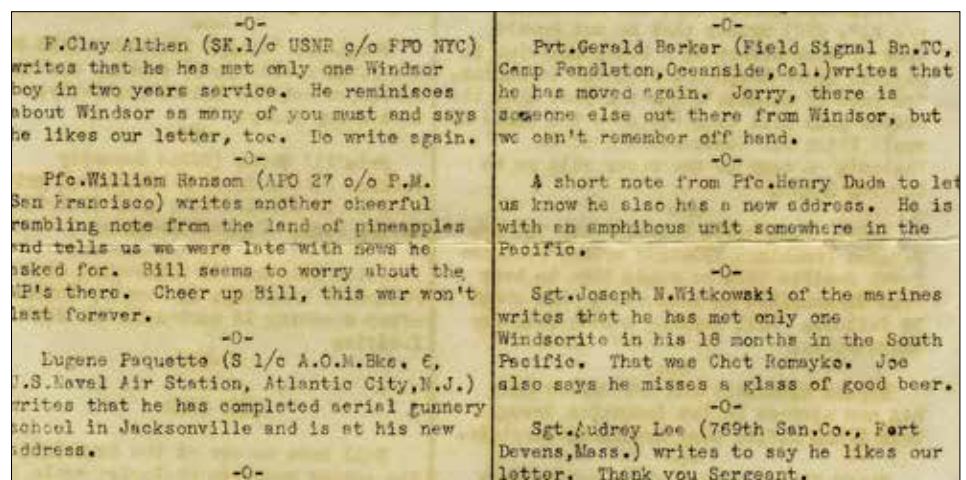 -O-
F.Clay Althen (SK.1/c USNR c/o FPO NYC)
writes that he has met only one Windsor
boy in two years service. He reminisces
about Windsor as many of you must and says
he likes our letter, too. Do write again.
-O-
Pfc.William Ransom (APO 27 c/o P.M.
San Francisco) writes another cheerful
rambling note from the land of pineapples
and tells us we were late with news he
asked for. Bill seems to worry about the
MP's there. Cheer up Bill, this war won't
last forever.
-O-
Eugene Paquette (S 1/c A.O.M.Bks. 6,
U.S.Naval Air Station, Atlantic City,N.J.)
writes that he has completed aerial gunnery
school in Jacksonville and is at his new
address.
-O-
-O-
Pvt.Gerald Barker (Field Signal Bn.TC,
Camp Pendleton,Oceanside,Cal.)writes that
he has moved again. Jerry, there is
someone else out there from Windsor, but
we can't remember off hand.
-O-
A short note from Pfc.Henry Duda to let
us know he also has a new address. He is
with an amphibous unit somewhere in the
Pacific.
-O-
Sgt.Joseph N.Witkowski of the marines
writes that he has met only one
Windsorite in his 18 months in the South
Pacific. That was Chet Romayko. Joe
also says he misses a glass of good beer.
-O-
Sgt.Audrey Lee (769th San.Co., Fort
Devens,Mass.) writes to say he likes our
letter. Thank you Sergeant.